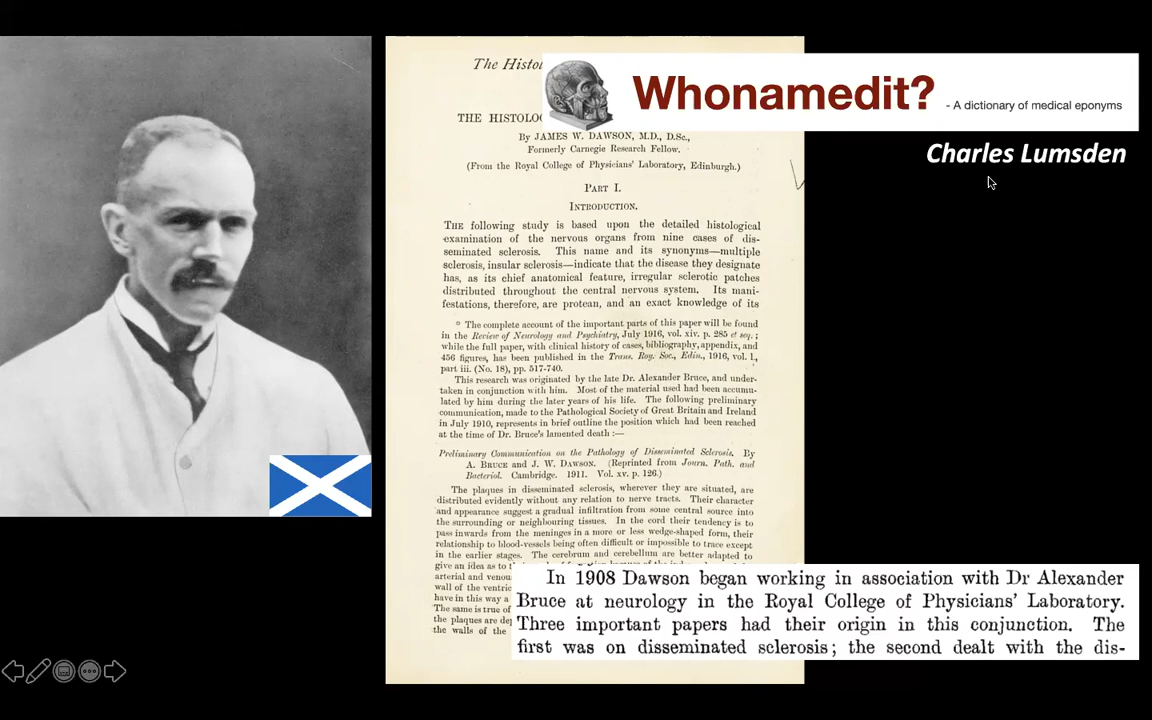 The Histo
THE HISTOLO
By JAMES W. DAWSON, M.D., D.Sc.,
Formerly Carnegie Research Fellow.
(From the Royal College of Physicians' Laboratory, Edinburgh.)
PART I.
INTRODUCTION.
THE following study is based upon the detailed histological
examination of the nervous organs from nine cases of dis-
seminated sclerosis. This name and its synonyms—multiple
sclerosis, insular sclerosis—indicate that the disease they designate
has, as its chief anatomical feature, irregular sclerotic patches
distributed throughout the central nervous system. Its mani-
festations, therefore, are protean, and an exact knowledge of its
* The complete account of the important parts of this paper will be found
in the Review of Neurology and Psychiatry, July 1916, vol. xiv. p. 285 et seq.;
while the full paper, with clinical history of cases, bibliography, appendix, and
456 figures, has been published in the Trans. Roy. Soc., Edin., 1916, vol. l.,
part iii. (No. 18), pp. 517-740.
This research was originated by the late Dr. Alexander Bruce, and under-
taken in conjunction with him. Most of the material used had been accumu-
lated by him during the later years of his life. The following preliminary
communication, made to the Pathological Society of Great Britain and Ireland
in July 1910, represents in brief outline the position which had been reached
at the time of Dr. Bruce's lamented death :—
Preliminary Communication on the Pathology of Disseminated Sclerosis. By
A. BRUCE and J. W. DAWSON. (Reprinted from Journ. Path. and
Bacteriol. Cambridge. 1911. Vol. xv. p. 126.)
The plaques in disseminated sclerosis, wherever they are situated, are
distributed evidently without any relation to nerve tracts. Their character
and appearance suggest a gradual infiltration from some central source into
the surrounding or neighbouring tissues. In the cord their tendency is to
pass inwards from the meninges in a more or less wedge-shaped form, their
relationship to blood-vessels being often difficult or impossible to trace except
in the earlier stages. The cerebrum and cerebellum are better adapted to
give an idea as to
arterial and venou
wall of the ventric
have in this way a
The same is true of
the plaques are de
the walls of the
Whonamedit?
- A dictionary of medical eponyms
Charles Lumsden
In 1908 Dawson began working in association with Dr Alexander
Bruce at neurology in the Royal College of Physicians' Laboratory.
Three important papers had their origin in this conjunction. The
first was on disseminated sclerosis; the second dealt with the dis-